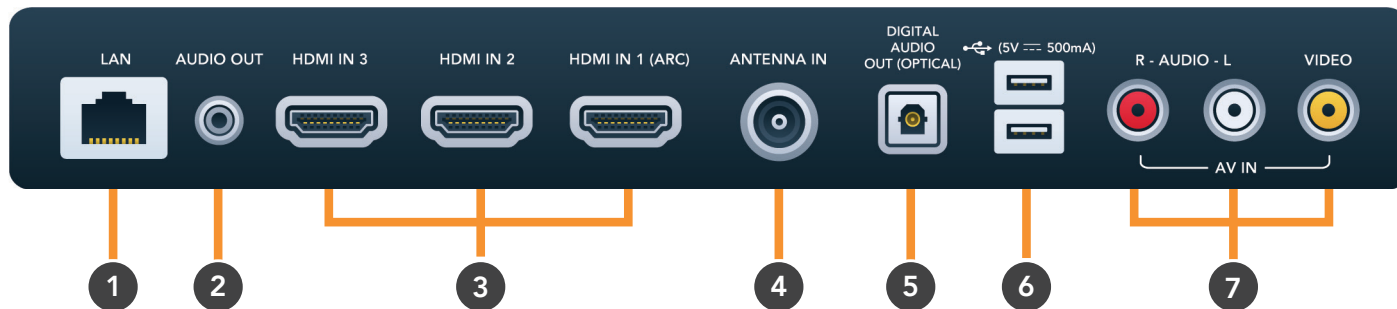 LAN
AUDIO OUT
HDMI IN 3
HDMI IN 2
HDMI IN 1 (ARC)
ANTENNA IN
DIGITAL
AUDIO
OUT (OPTICAL)
(5V ⎓ 500mA)
R - AUDIO - L
VIDEO
AV IN
1
2
3
4
5
6
7